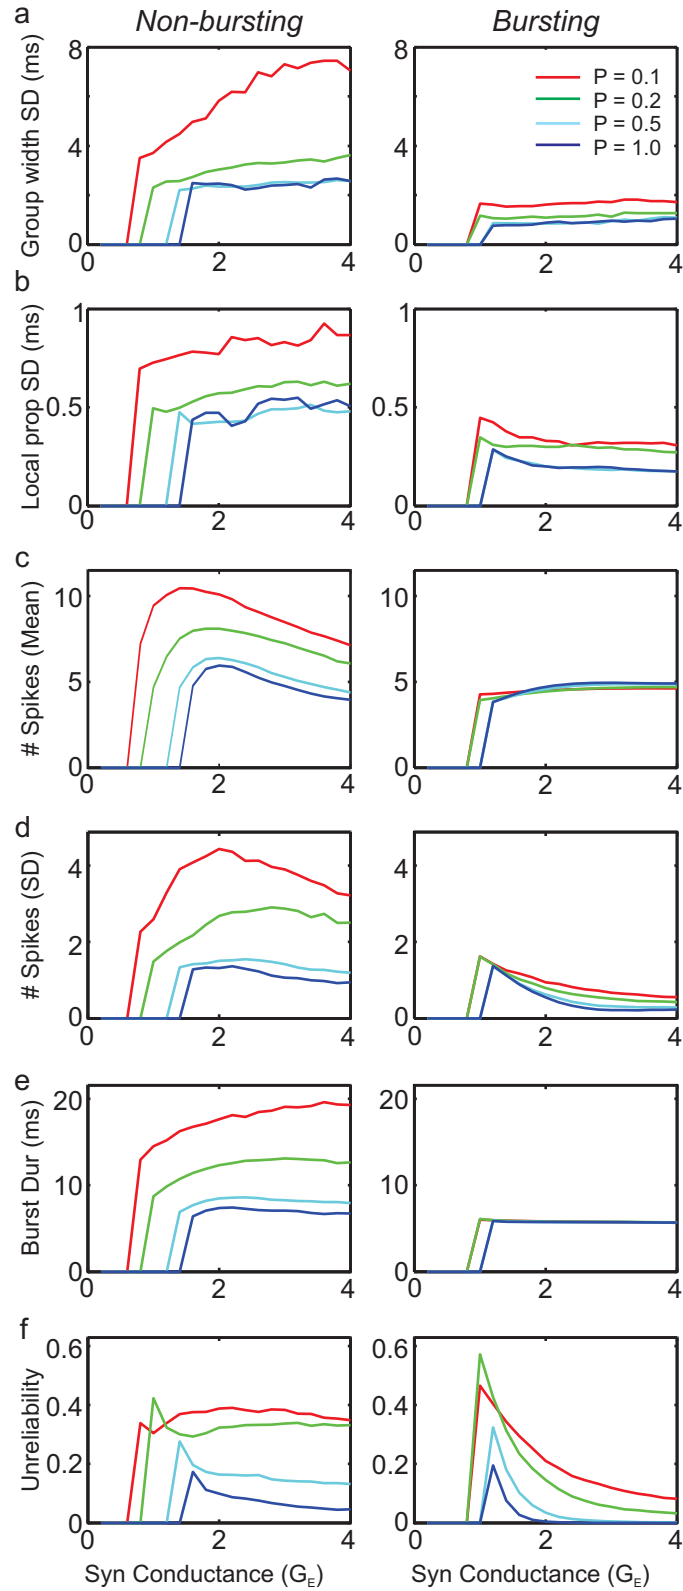 a Non-bursting Bursting
Group width SD (ms)
8
4
0
0 2 4
8
4
0
0 2 4
P = 0.1
P = 0.2
P = 0.5
P = 1.0
b
Local prop SD (ms)
1
0.5
0
0 2 4
1
0.5
0
0 2 4
c
# Spikes (Mean)
10
5
0
0 2 4
10
5
0
0 2 4
d
# Spikes (SD)
4
2
0
0 2 4
4
2
0
0 2 4
e
Burst Dur (ms)
20
10
0
0 2 4
20
10
0
0 2 4
f
Unreliability
0.6
0.4
0.2
0
0 2 4
0.6
0.4
0.2
0
0 2 4
Syn Conductance (GE) Syn Conductance (GE)